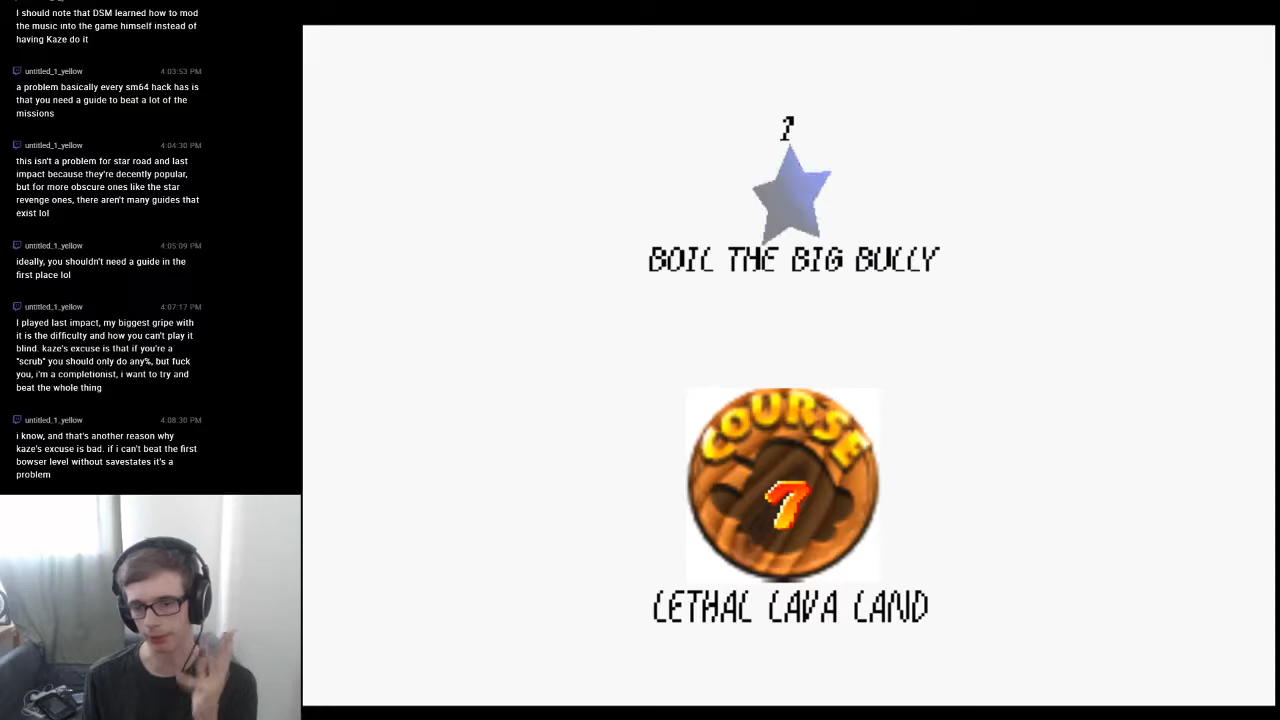 I should note that DSM learned how to mod
the music into the game himself instead of
having Kaze do it
untitled_1_yellow 4:03:53 PM
a problem basically every sm64 hack has is
that you need a guide to beat a lot of the
missions
untitled_1_yellow 4:04:30 PM
this isn't a problem for star road and last
impact because they're decently popular,
but for more obscure ones like the star
revenge ones, there aren't many guides that
exist lol
untitled_1_yellow 4:05:09 PM
ideally, you shouldn't need a guide in the
first place lol
untitled_1_yellow 4:07:17 PM
I played last impact, my biggest gripe with
it is the difficulty and how you can't play it
blind. kaze's excuse is that if you're a
"scrub" you should only do any%, but fuck
you, i'm a completionist, i want to try and
beat the whole thing
untitled_1_yellow 4:08:30 PM
i know, and that's another reason why
kaze's excuse is bad. if i can't beat the first
bowser level without savestates it's a
problem
1
BOIL THE BIG BULLY
COURSE
7
LETHAL LAVA LAND